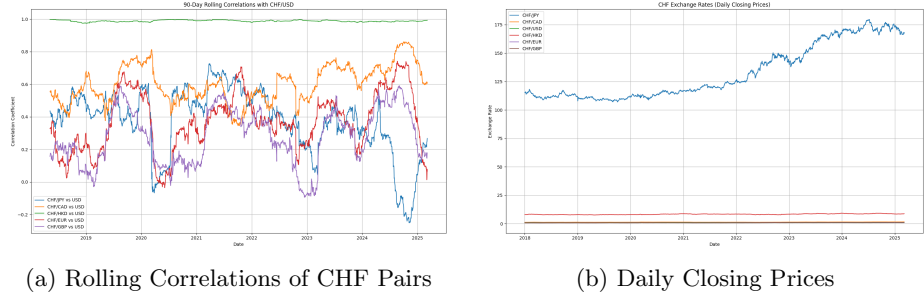 90-Day Rolling Correlations with CHF/USD
Correlation Coefficient
1.0
0.8
0.6
0.4
0.2
0.0
-0.2
CHF/JPY vs USD
CHF/CAD vs USD
CHF/HKD vs USD
CHF/EUR vs USD
CHF/GBP vs USD
2019
2020
2021
2022
2023
2024
2025
Date
(a) Rolling Correlations of CHF Pairs
CHF Exchange Rates (Daily Closing Prices)
CHF/JPY
CHF/CAD
CHF/USD
CHF/HKD
CHF/EUR
CHF/GBP
Exchange Rate
175
150
125
100
75
50
25
0
2018
2019
2020
2021
2022
2023
2024
2025
Date
(b) Daily Closing Prices